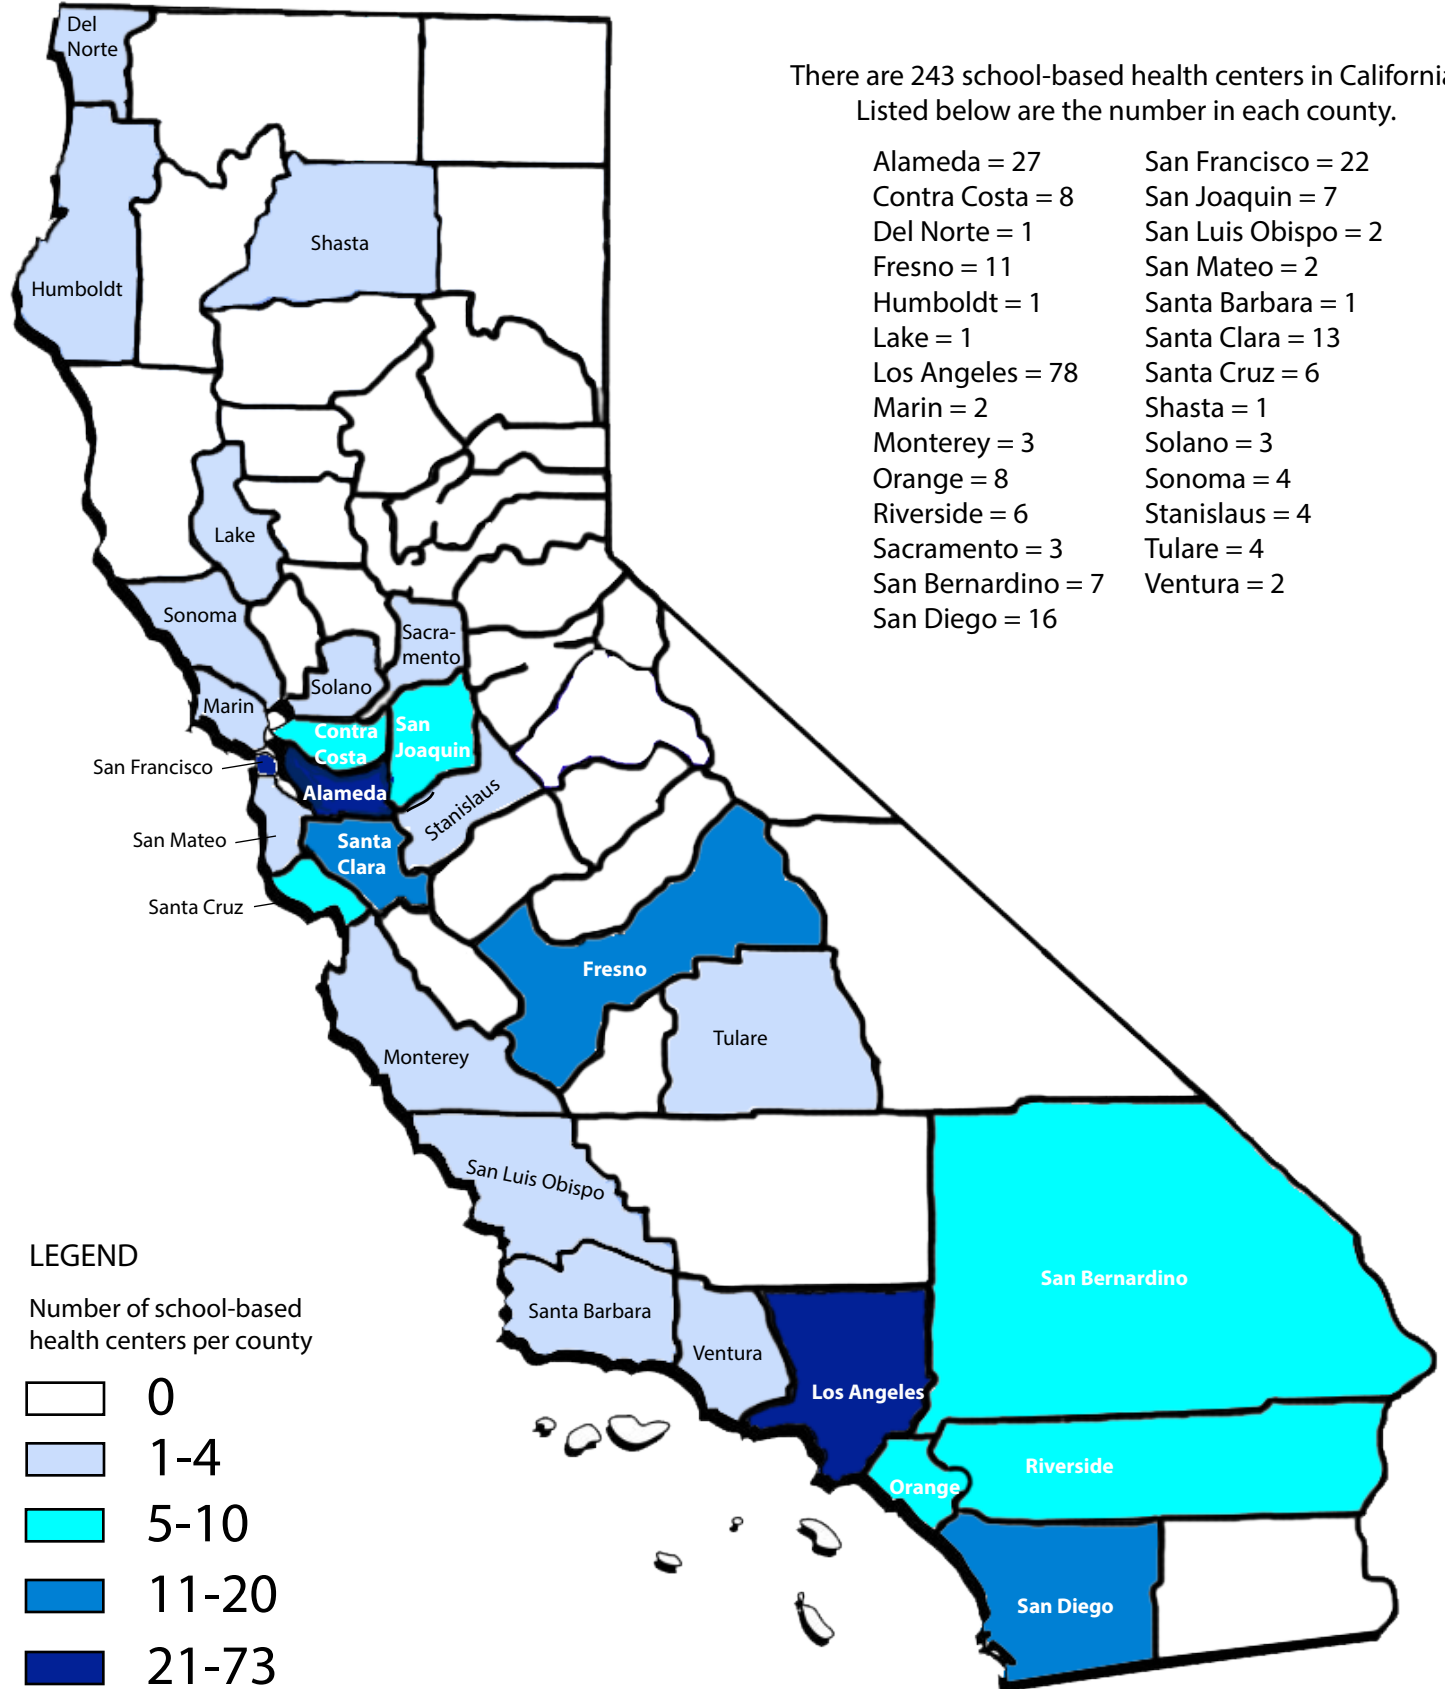 There are 243 school-based health centers in California
Listed below are the number in each county.
Alameda = 27
Contra Costa = 8
Del Norte = 1
Fresno = 11
Humboldt = 1
Lake = 1
Los Angeles = 78
Marin = 2
Monterey = 3
Orange = 8
Riverside = 6
Sacramento = 3
San Bernardino = 7
San Diego = 16
San Francisco = 22
San Joaquin = 7
San Luis Obispo = 2
San Mateo = 2
Santa Barbara = 1
Santa Clara = 13
Santa Cruz = 6
Shasta = 1
Solano = 3
Sonoma = 4
Stanislaus = 4
Tulare = 4
Ventura = 2
Del
Norte
Shasta
Humboldt
Lake
Sonoma
Sacra-
mento
Solano
Marin
Contra
Costa
San
Joaquin
San Francisco
Alameda
Stanislaus
San Mateo
Santa
Clara
Santa Cruz
Fresno
Tulare
Monterey
San Luis Obispo
San Bernardino
Santa Barbara
Ventura
Los Angeles
Riverside
Orange
San Diego
LEGEND
Number of school-based
health centers per county
0
1-4
5-10
11-20
21-73